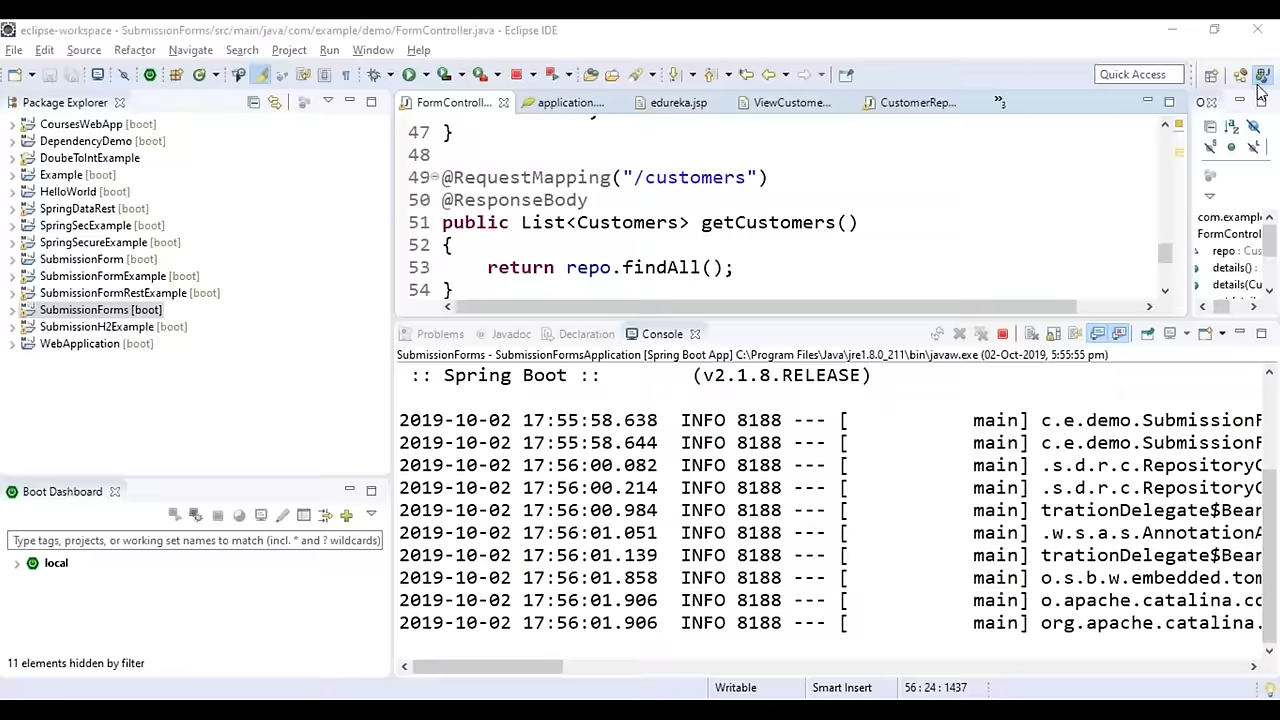 eclipse-workspace - SubmissionForms/src/main/java/com/example/demo/FormController.java - Eclipse IDE
File Edit Source Refactor Navigate Search Project Run Window Help
Quick Access
Package Explorer
CoursesWebApp [boot]
DependencyDemo [boot]
DoubeToIntExample
Example [boot]
HelloWorld [boot]
SpringDataRest [boot]
SpringSecExample [boot]
SpringSecureExample [boot]
SubmissionForm [boot]
SubmissionFormExample [boot]
SubmissionFormRestExample [boot]
SubmissionForms [boot]
SubmissionH2Example [boot]
WebApplication [boot]
Boot Dashboard
Type tags, projects, or working set names to match (incl. * and ? wildcards)
local
11 elements hidden by filter
FormControll... application.... edureka.jsp ViewCustome... CustomerRep... »3
47 }
48
49 @RequestMapping("/customers")
50 @ResponseBody
51 public List<Customers> getCustomers()
52 {
53 return repo.findAll();
54 }
com.exampl
FormControl
repo : Cus
details() :
details(Cu
Problems Javadoc Declaration Console
SubmissionForms - SubmissionFormsApplication [Spring Boot App] C:\Program Files\Java\jre1.8.0_211\bin\javaw.exe (02-Oct-2019, 5:55:55 pm)
:: Spring Boot :: (v2.1.8.RELEASE)
2019-10-02 17:55:58.638 INFO 8188 --- [ main] c.e.demo.SubmissionF
2019-10-02 17:55:58.644 INFO 8188 --- [ main] c.e.demo.SubmissionF
2019-10-02 17:56:00.082 INFO 8188 --- [ main] .s.d.r.c.RepositoryC
2019-10-02 17:56:00.214 INFO 8188 --- [ main] .s.d.r.c.RepositoryC
2019-10-02 17:56:00.984 INFO 8188 --- [ main] trationDelegate$Bean
2019-10-02 17:56:01.051 INFO 8188 --- [ main] .w.s.a.s.AnnotationA
2019-10-02 17:56:01.139 INFO 8188 --- [ main] trationDelegate$Bean
2019-10-02 17:56:01.858 INFO 8188 --- [ main] o.s.b.w.embedded.tom
2019-10-02 17:56:01.906 INFO 8188 --- [ main] o.apache.catalina.co
2019-10-02 17:56:01.906 INFO 8188 --- [ main] org.apache.catalina.
Writable Smart Insert 56 : 24 : 1437